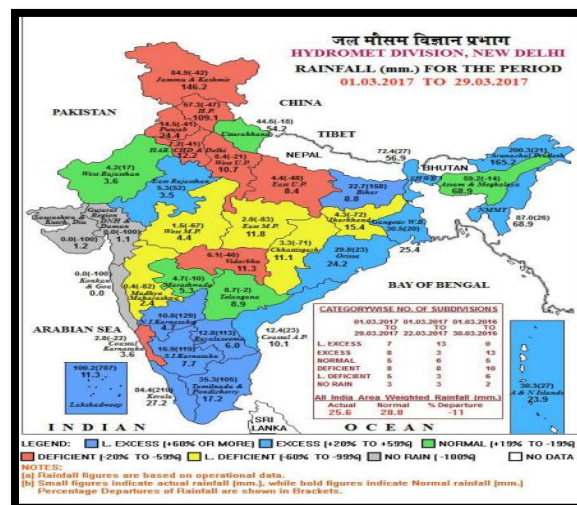 जल मौसम विज्ञान प्रभाग
HYDROMET DIVISION, NEW DELHI
RAINFALL (mm.) FOR THE PERIOD
01.03.2017 TO 29.03.2017
84.9(-42)
Jammu & Kashmir
146.2
CHINA
57.3(-47)
H.P.
109.1
PAKISTAN
14.5(-41)
Punjab
24.4
44.6(-18)
54.2
Uttarakhand
TIBET
7.2(-41)
HAR. CHD & Delhi
12.2
NEPAL
8.4(-21)
West U.P.
10.7
4.2(17)
West Rajasthan
3.6
East Rajasthan
5.3(52)
3.5
4.4(-48)
East U.P.
8.4
72.4(27)
56.9
BHUTAN
200.3(21)
Arunachal Pradesh
165.2
SHWB
59.2(-14)
Assam & Meghalaya
68.9
22.7(158)
Bihar
8.8
NMMT
87.0(26)
68.9
Saurashtra & Kutch, Diu
0.0(-100)
1.2
Gujarat Region
DNH & Daman
0.0(-100)
1.1
1.5(-67)
West M.P.
4.4
2.0(-83)
East M.P.
11.8
4.3(-72)
Jharkhand
15.4
Gangetic W.B.
30.5(20)
25.4
3.3(-71)
Chhattisgarh
11.1
29.8(23)
Orissa
24.2
6.1(-46)
Vidarbha
11.3
0.0(-100)
Konkan & Goa
0.0
0.4(-82)
Madhya Maharashtra
2.4
4.7(-10)
Marathwada
5.3
8.7(-2)
Telangana
8.9
BAY OF BENGAL
ARABIAN SEA
10.8(129)
N.I.Karnataka
4.7
2.8(-22)
Coastal Karnataka
3.6
12.8(113)
Rayalaseema
6.0
12.4(23)
Coastal A.P.
10.1
16.9(119)
S.I.Karnataka
7.7
35.3(105)
Tamilnadu & Pondicherry
17.2
100.2(787)
11.3
Lakshadweep
84.4(210)
Kerala
27.2
30.3(27)
A & N Islands
23.9
CATEGORYWISE NO. OF SUBDIVISIONS
01.03.2017 01.03.2017 01.03.2016
TO TO TO
29.03.2017 22.03.2017 30.03.2016
L. EXCESS 7 13 0
EXCESS 8 3 13
NORMAL 5 6 5
DEFICIENT 8 8 10
L. DEFICIENT 5 3 6
NO RAIN 3 3 2
All India Area Weighted Rainfall (mm.)
Actual Normal % Departure
25.6 28.8 -11
INDIAN OCEAN
SRI LANKA
LEGEND: L. EXCESS (+60% OR MORE) EXCESS (+20% TO +59%) NORMAL (+19% TO -19%)
DEFICIENT (-20% TO -59%) L. DEFICIENT (-60% TO -99%) NO RAIN (-100%) NO DATA
NOTES:
(a) Rainfall figures are based on operational data.
(b) Small figures indicate actual rainfall (mm.), while bold figures indicate Normal rainfall (mm.)
Percentage Departures of Rainfall are shown in Brackets.